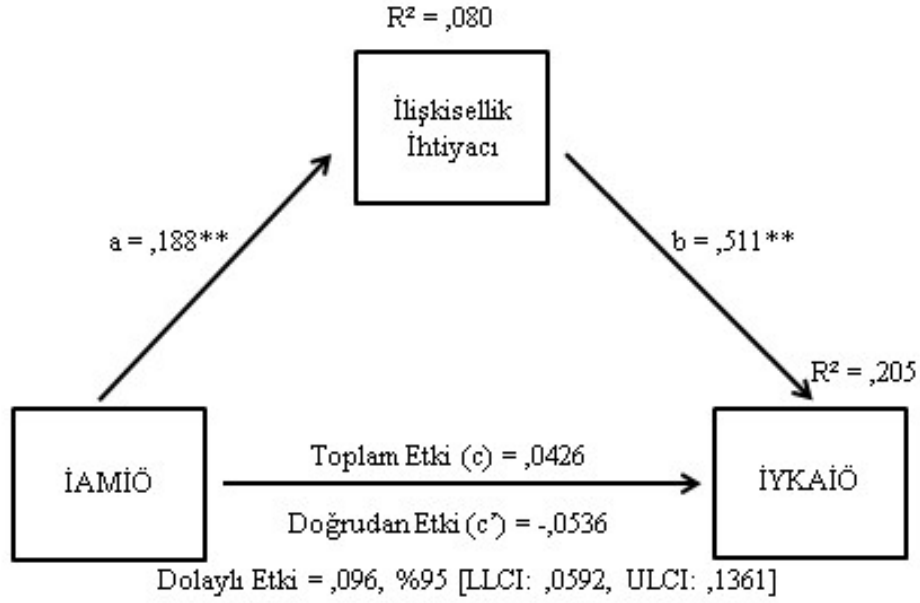 R² = ,080
İlişkisellik
İhtiyacı
a = ,188**
b = ,511**
R² = ,205
İAMİÖ
Toplam Etki (c) = ,0426
İYKAİÖ
Doğrudan Etki (c’) = -,0536
Dolaylı Etki = ,096, %95 [LLCI: ,0592, ULCI: ,1361]